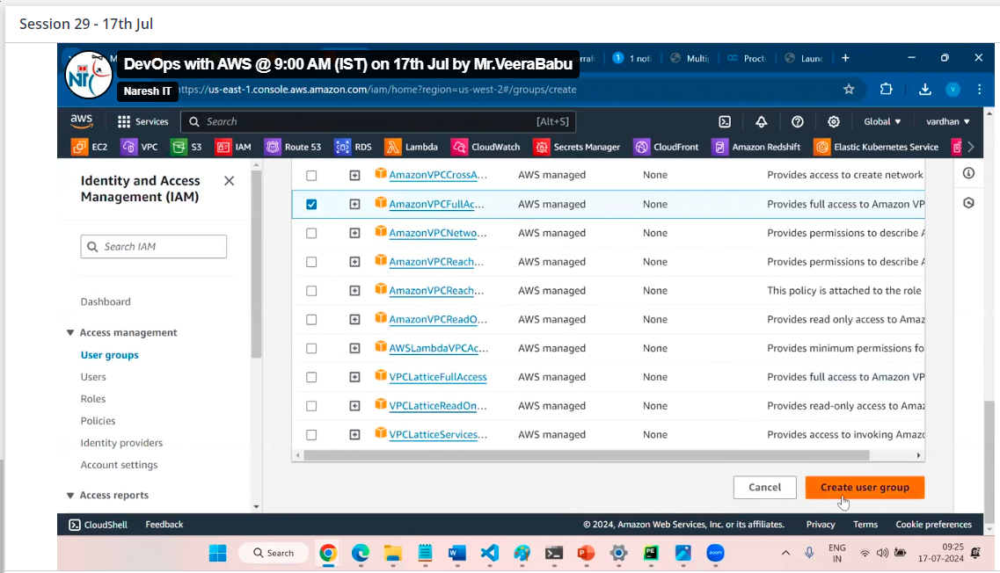 Session 29 - 17th Jul
DevOps with AWS @ 9:00 AM (IST) on 17th Jul by Mr.VeeraBabu
1 noti
Multi
Proct
Laun
Naresh IT
https://us-east-1.console.aws.amazon.com/iam/home?region=us-west-2#/groups/create
aws
Services
Search
[Alt+S]
Global
vardhan
EC2
VPC
S3
IAM
Route 53
RDS
Lambda
CloudWatch
Secrets Manager
CloudFront
Amazon Redshift
Elastic Kubernetes Service
Identity and Access
Management (IAM)
Search IAM
Dashboard
Access management
User groups
Users
Roles
Policies
Identity providers
Account settings
Access reports
AmazonVPCCrossA... AWS managed None Provides access to create network
AmazonVPCFullAc... AWS managed None Provides full access to Amazon VP
AmazonVPCNetwo... AWS managed None Provides permissions to describe A
AmazonVPCReach... AWS managed None Provides permissions to describe A
AmazonVPCReach... AWS managed None This policy is attached to the role
AmazonVPCReadO... AWS managed None Provides read only access to Amaz
AWSLambdaVPCAc... AWS managed None Provides minimum permissions fo
VPCLatticeFullAccess AWS managed None Provides full access to Amazon VP
VPCLatticeReadOn... AWS managed None Provides read-only access to Amaz
VPCLatticeServices... AWS managed None Provides access to invoking Amazo
Cancel
Create user group
CloudShell
Feedback
© 2024, Amazon Web Services, Inc. or its affiliates.
Privacy
Terms
Cookie preferences
Search
zoom
ENG
IN
09:25
17-07-2024